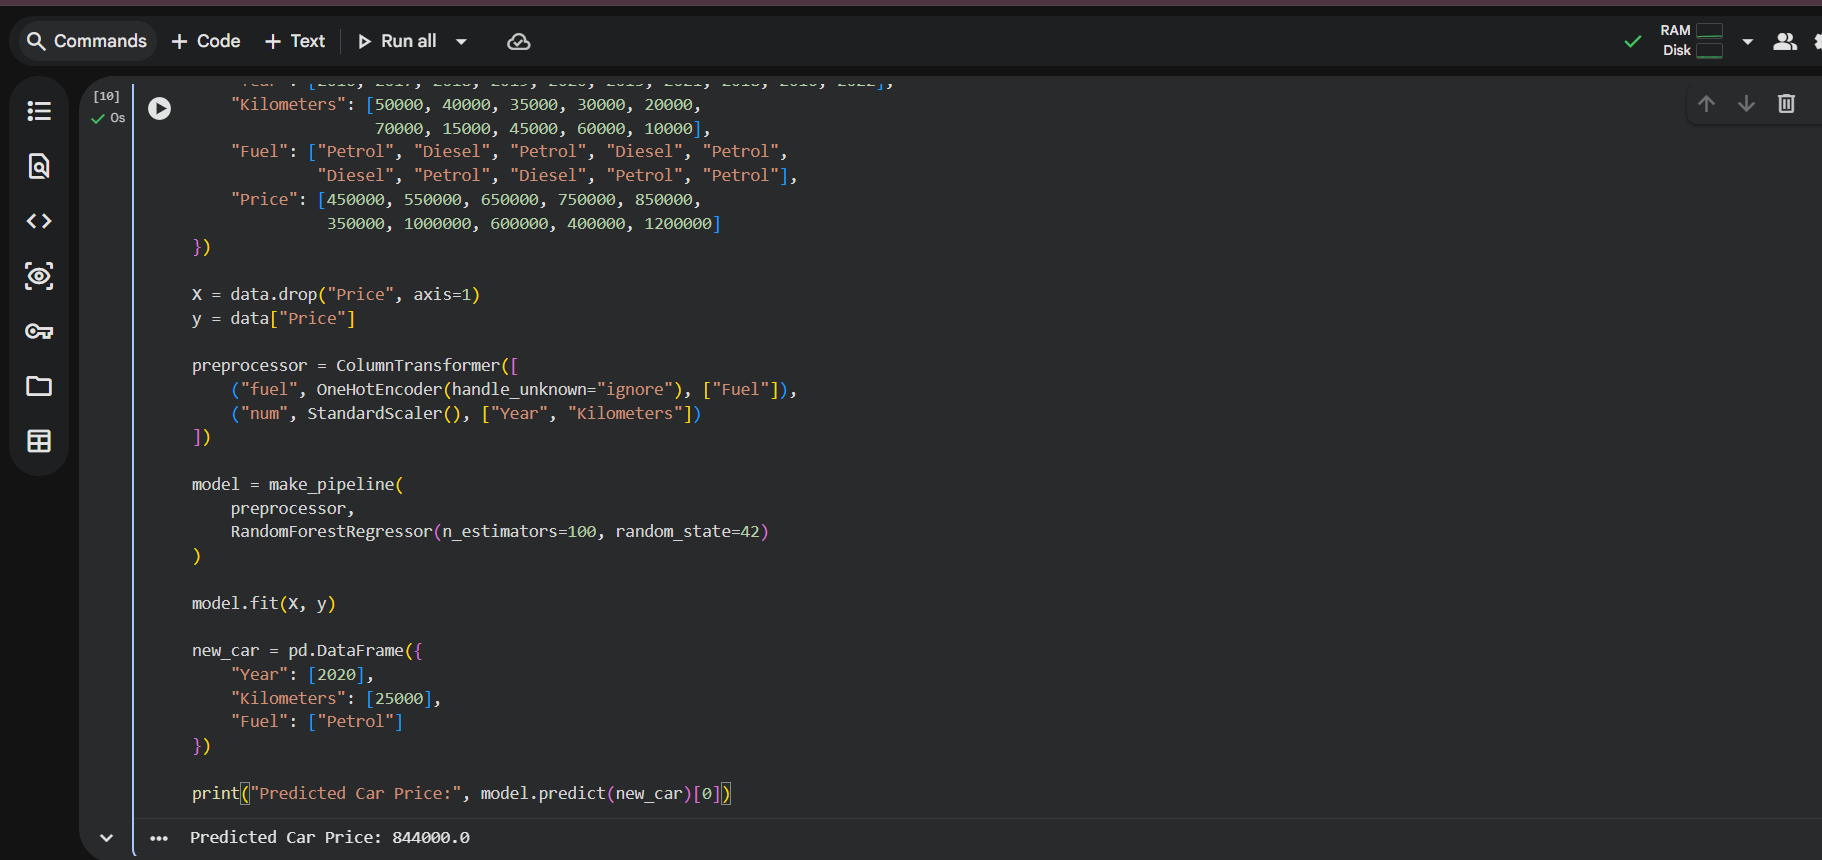 Commands + Code + Text Run all
RAM
Disk
[10]
0s
"Kilometers": [50000, 40000, 35000, 30000, 20000,
70000, 15000, 45000, 60000, 10000],
"Fuel": ["Petrol", "Diesel", "Petrol", "Diesel", "Petrol",
"Diesel", "Petrol", "Diesel", "Petrol", "Petrol"],
"Price": [450000, 550000, 650000, 750000, 850000,
350000, 1000000, 600000, 400000, 1200000]
})
X = data.drop("Price", axis=1)
y = data["Price"]
preprocessor = ColumnTransformer([
("fuel", OneHotEncoder(handle_unknown="ignore"), ["Fuel"]),
("num", StandardScaler(), ["Year", "Kilometers"])
])
model = make_pipeline(
preprocessor,
RandomForestRegressor(n_estimators=100, random_state=42)
)
model.fit(X, y)
new_car = pd.DataFrame({
"Year": [2020],
"Kilometers": [25000],
"Fuel": ["Petrol"]
})
print("Predicted Car Price:", model.predict(new_car)[0])
Predicted Car Price: 844000.0